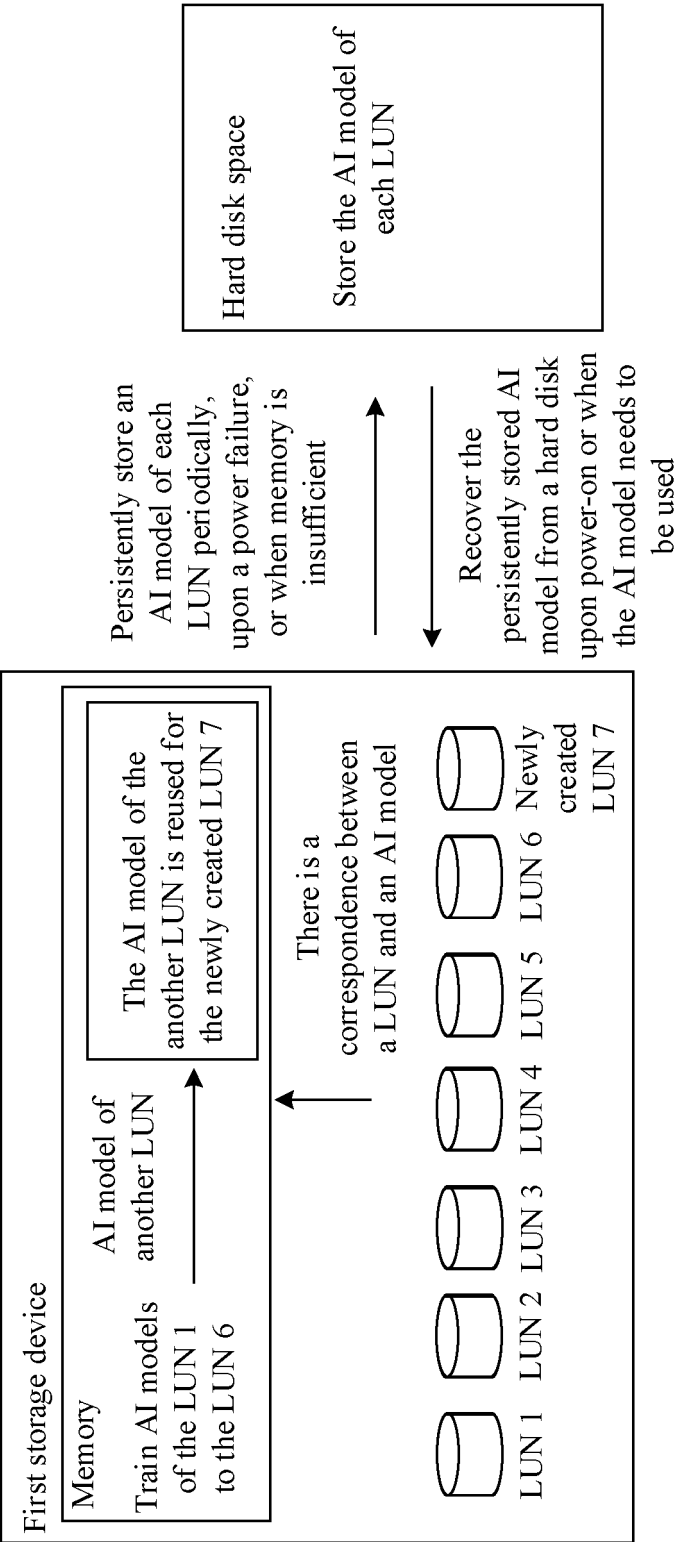 First storage device
Memory
Train AI models
of the LUN 1
to the LUN 6
AI model of
another LUN
The AI model of the
another LUN is reused for
the newly created LUN 7
There is a
correspondence between
a LUN and an AI model
LUN 1
LUN 2
LUN 3
LUN 4
LUN 5
LUN 6
Newly
created
LUN 7
Persistently store an
AI model of each
LUN periodically,
upon a power failure,
or when memory is
insufficient
Recover the
persistently stored AI
model from a hard disk
upon power-on or when
the AI model needs to
be used
Hard disk space
Store the AI model of
each LUN